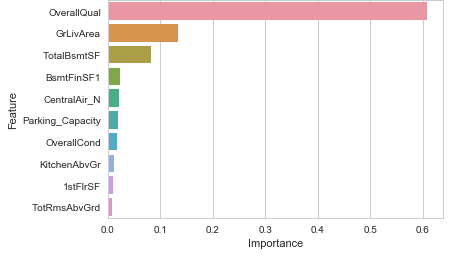 OverallQual
GrLivArea
TotalBsmtSF
BsmtFinSF1
CentralAir_N
Parking_Capacity
OverallCond
KitchenAbvGr
1stFlrSF
TotRmsAbvGrd
Feature
0.0 0.1 0.2 0.3 0.4 0.5 0.6
Importance